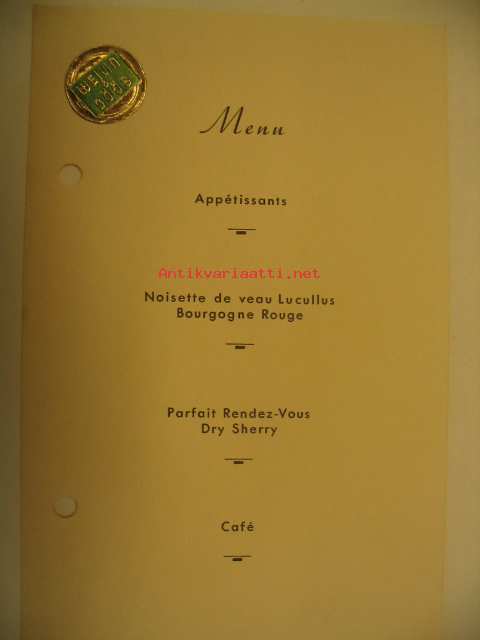 Menu
Appétissants
Antikvariaatti.net
Noisette de veau Lucullus
Bourgogne Rouge
Parfait Rendez-Vous
Dry Sherry
Café